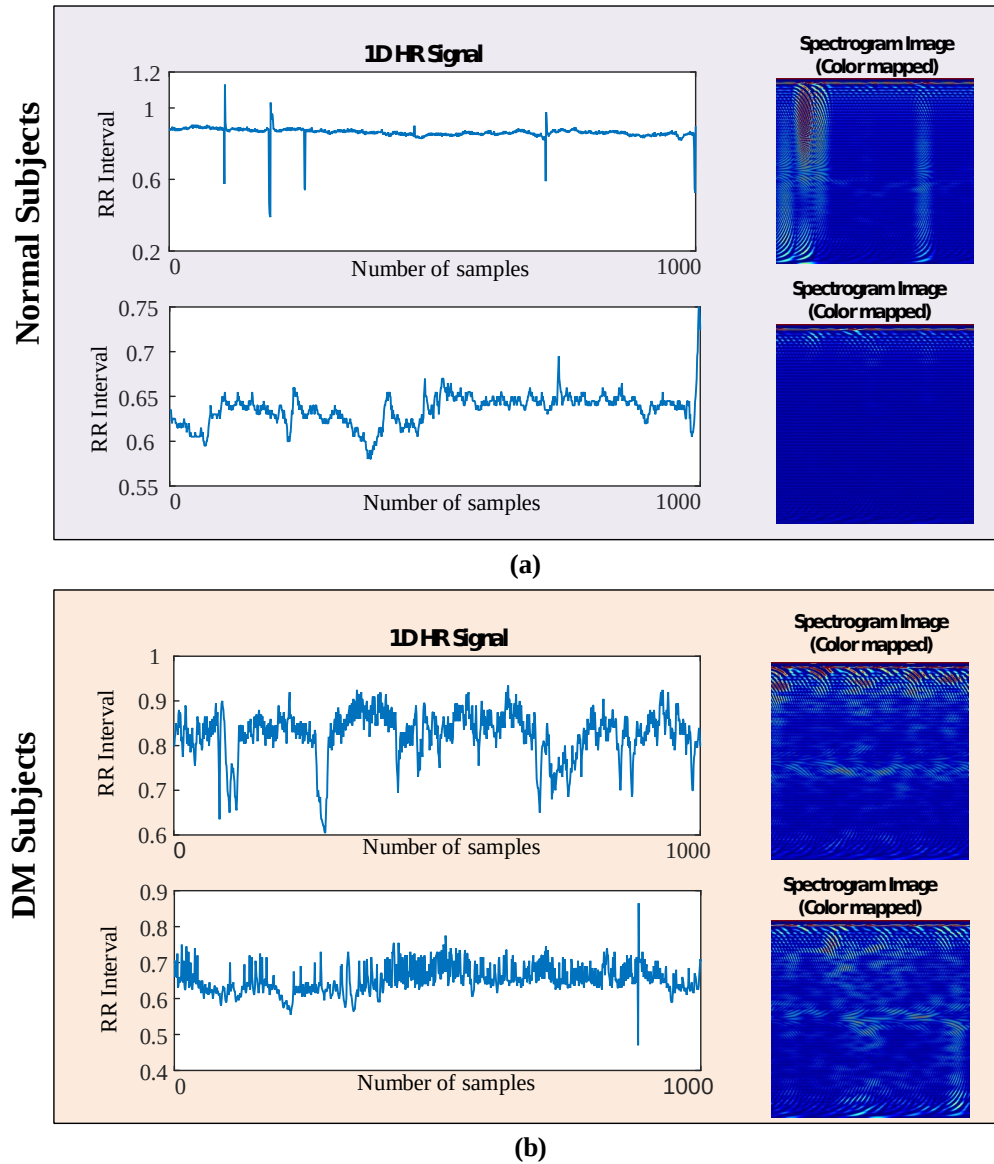 Normal Subjects
1D HR Signal
Spectrogram Image
(Color mapped)
RR Interval
1.2
1
0.6
0.2
0
Number of samples
1000
Spectrogram Image
(Color mapped)
RR Interval
0.75
0.7
0.65
0.6
0.55
0
Number of samples
1000
(a)
DM Subjects
1D HR Signal
Spectrogram Image
(Color mapped)
RR Interval
1
0.9
0.8
0.7
0.6
0
Number of samples
1000
Spectrogram Image
(Color mapped)
RR Interval
0.9
0.8
0.7
0.6
0.5
0.4
0
Number of samples
1000
(b)